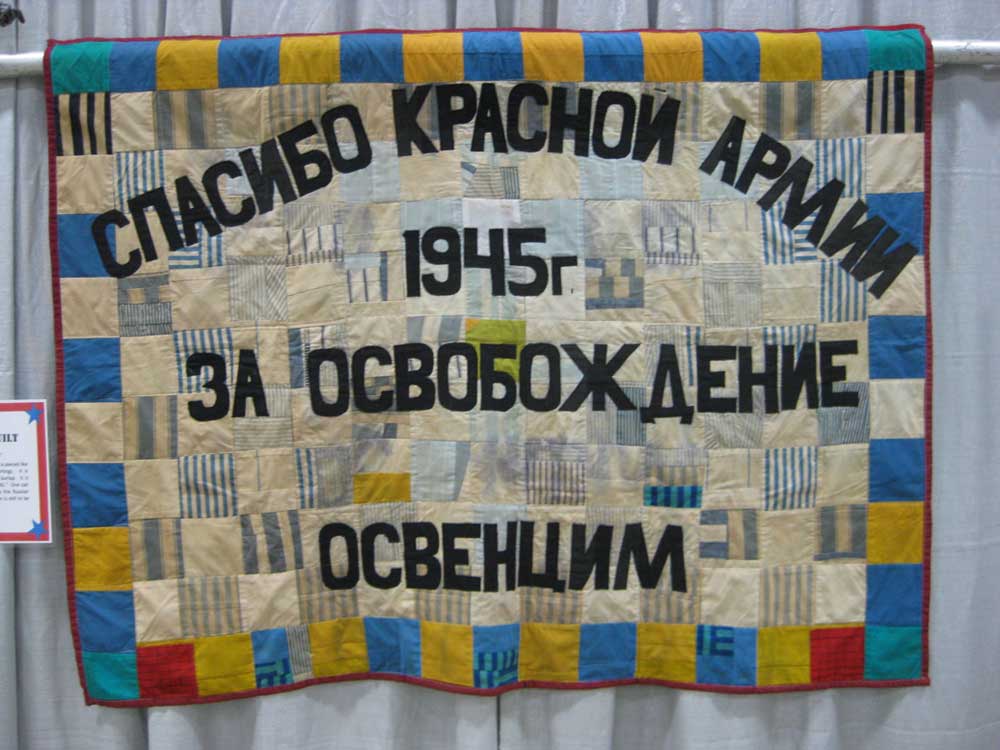 СПАСИБО КРАСНОЙ АРМИИ
1945г.
ЗА ОСВОБОЖДЕНИЕ
ОСВЕНЦИМ